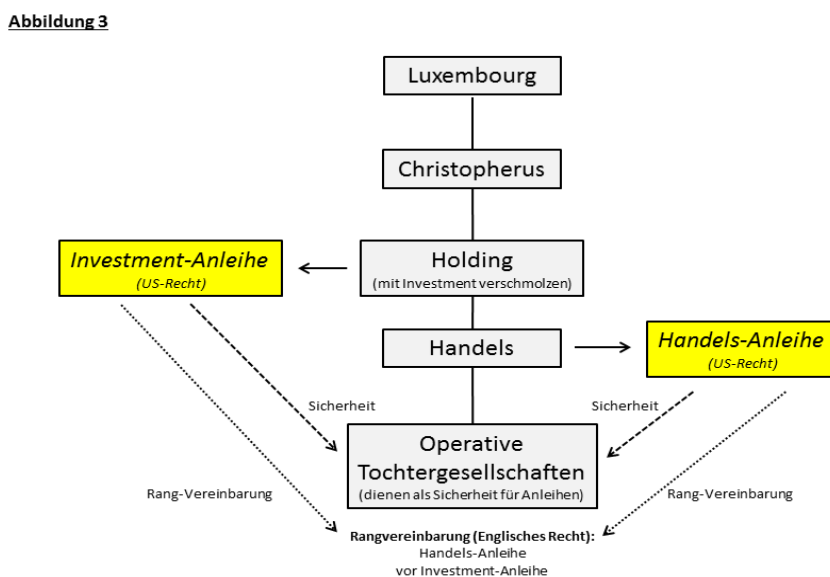 Abbildung 3
Luxembourg
Christopherus
Investment-Anleihe
(US-Recht)
Holding
(mit Investment verschmolzen)
Handels
Handels-Anleihe
(US-Recht)
Sicherheit
Sicherheit
Operative
Tochtergesellschaften
(dienen als Sicherheit für Anleihen)
Rang-Vereinbarung
Rang-Vereinbarung
Rangvereinbarung (Englisches Recht):
Handels-Anleihe
vor Investment-Anleihe